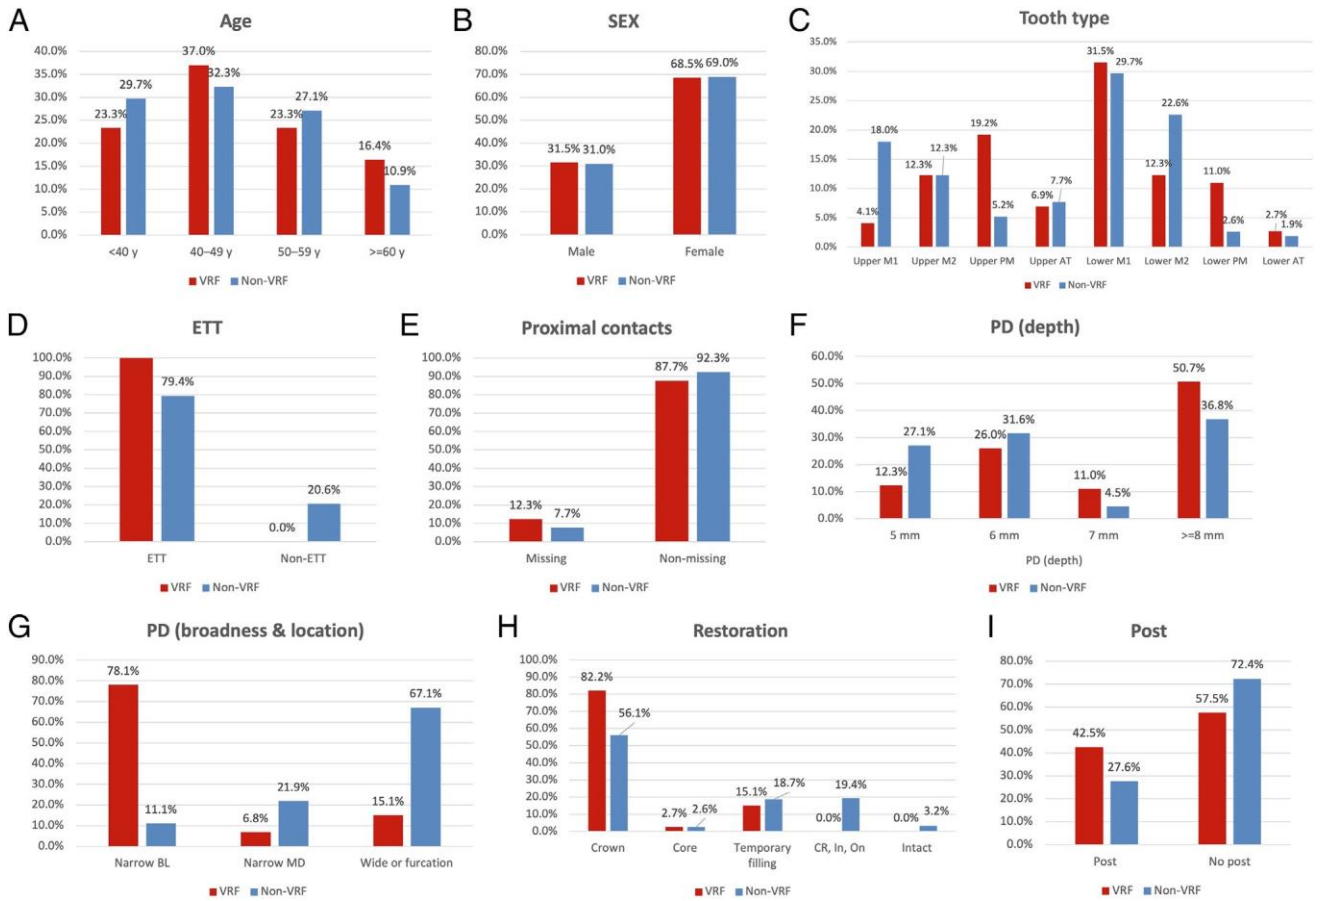 A
Age
40.0%
35.0%
30.0%
25.0%
20.0%
15.0%
10.0%
5.0%
0.0%
23.3%
29.7%
37.0%
32.3%
23.3%
27.1%
16.4%
10.9%
<40 y
40–49 y
50–59 y
>=60 y
VRF Non-VRF
B
SEX
80.0%
70.0%
60.0%
50.0%
40.0%
30.0%
20.0%
10.0%
0.0%
31.5% 31.0%
68.5% 69.0%
Male
Female
VRF Non-VRF
C
Tooth type
35.0%
30.0%
25.0%
20.0%
15.0%
10.0%
5.0%
0.0%
4.1%
18.0%
12.3%
12.3%
19.2%
5.2%
6.9%
7.7%
31.5%
29.7%
12.3%
22.6%
11.0%
2.6%
2.7%
1.9%
Upper M1
Upper M2
Upper PM
Upper AT
Lower M1
Lower M2
Lower PM
Lower AT
VRF Non-VRF
D
ETT
100.0%
90.0%
80.0%
70.0%
60.0%
50.0%
40.0%
30.0%
20.0%
10.0%
0.0%
79.4%
0.0%
20.6%
ETT
Non-ETT
VRF Non-VRF
E
Proximal contacts
100.0%
90.0%
80.0%
70.0%
60.0%
50.0%
40.0%
30.0%
20.0%
10.0%
0.0%
12.3%
7.7%
87.7%
92.3%
Missing
Non-missing
VRF Non-VRF
F
PD (depth)
60.0%
50.0%
40.0%
30.0%
20.0%
10.0%
0.0%
12.3%
27.1%
26.0%
31.6%
11.0%
4.5%
50.7%
36.8%
5 mm
6 mm
7 mm
>=8 mm
PD (depth)
VRF Non-VRF
G
PD (broadness & location)
90.0%
80.0%
70.0%
60.0%
50.0%
40.0%
30.0%
20.0%
10.0%
0.0%
78.1%
11.1%
6.8%
21.9%
15.1%
67.1%
Narrow BL
Narrow MD
Wide or furcation
VRF Non-VRF
H
Restoration
100.0%
90.0%
80.0%
70.0%
60.0%
50.0%
40.0%
30.0%
20.0%
10.0%
0.0%
82.2%
56.1%
2.7%
2.6%
15.1%
18.7%
0.0%
19.4%
0.0%
3.2%
Crown
Core
Temporary
filling
CR, In, On
Intact
VRF Non-VRF
I
Post
80.0%
70.0%
60.0%
50.0%
40.0%
30.0%
20.0%
10.0%
0.0%
42.5%
27.6%
57.5%
72.4%
Post
No post
VRF Non-VRF